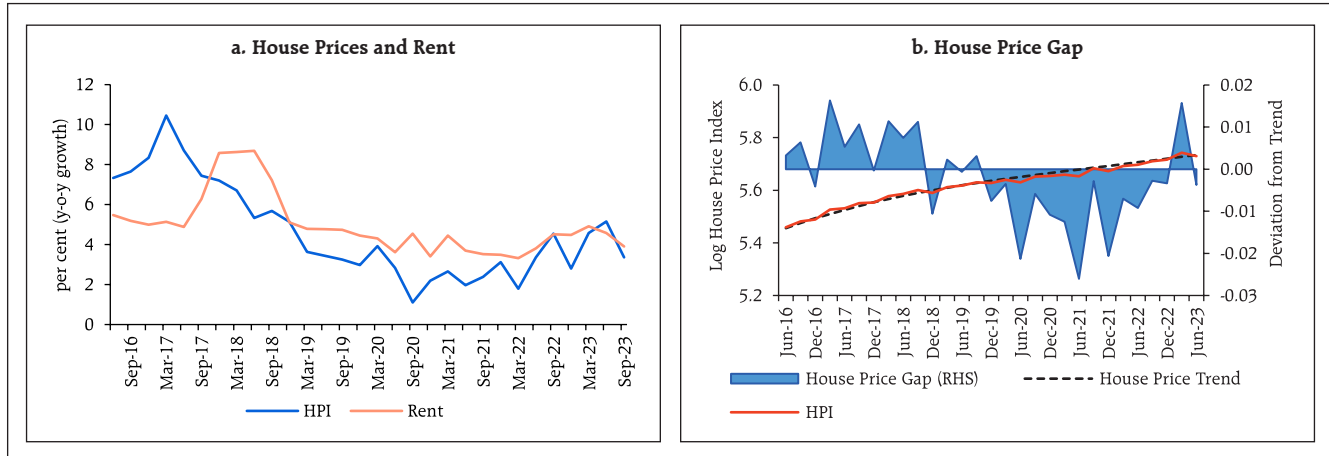 a. House Prices and Rent
per cent (y-o-y growth)
12
10
8
6
4
2
0
Sep-16
Mar-17
Sep-17
Mar-18
Sep-18
Mar-19
Sep-19
Mar-20
Sep-20
Mar-21
Sep-21
Mar-22
Sep-22
Mar-23
Sep-23
HPI
Rent
b. House Price Gap
Log House Price Index
6.0
5.8
5.6
5.4
5.2
0.02
0.01
0.00
-0.01
-0.02
-0.03
Deviation from Trend
Jun-16
Dec-16
Jun-17
Dec-17
Jun-18
Dec-18
Jun-19
Dec-19
Jun-20
Dec-20
Jun-21
Dec-21
Jun-22
Dec-22
Jun-23
House Price Gap (RHS)
House Price Trend
HPI